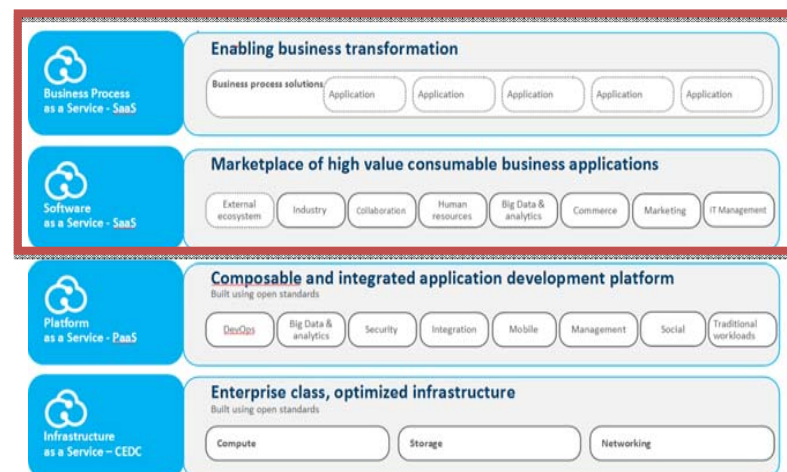 Enabling business transformation
Business Process
as a Service - SaaS
Business process solutions
Application
Application
Application
Application
Application
Marketplace of high value consumable business applications
Software
as a Service - SaaS
External
ecosystem
Industry
Collaboration
Human
resources
Big Data &
analytics
Commerce
Marketing
IT Management
Composable and integrated application development platform
Built using open standards
Platform
as a Service - PaaS
DevOps
Big Data &
analytics
Security
Integration
Mobile
Management
Social
Traditional
workloads
Enterprise class, optimized infrastructure
Built using open standards
Infrastructure
as a Service – CEDC
Compute
Storage
Networking